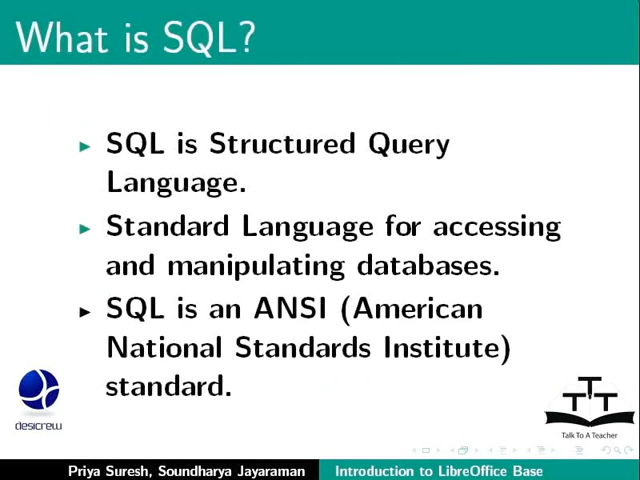 What is SQL?
SQL is Structured Query
Language.
Standard Language for accessing
and manipulating databases.
SQL is an ANSI (American
National Standards Institute)
standard.
desicrew
TTT
Talk To A Teacher
Priya Suresh, Soundharya Jayaraman Introduction to LibreOffice Base